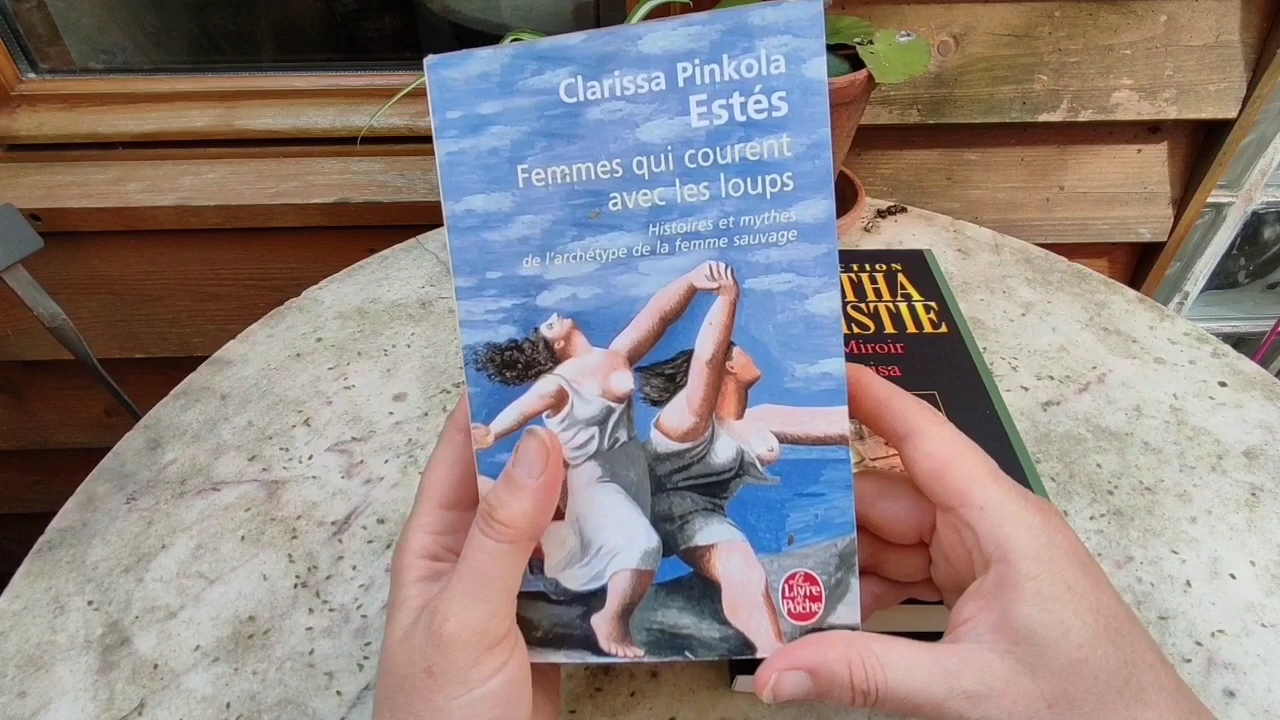 Clarissa Pinkola
Estés
Femmes qui courent
avec les loups
Histoires et mythes
de l'archétype de la femme sauvage
Le
Livre
de
Poche
CTION
THA
ISTIE
Miroir
isa